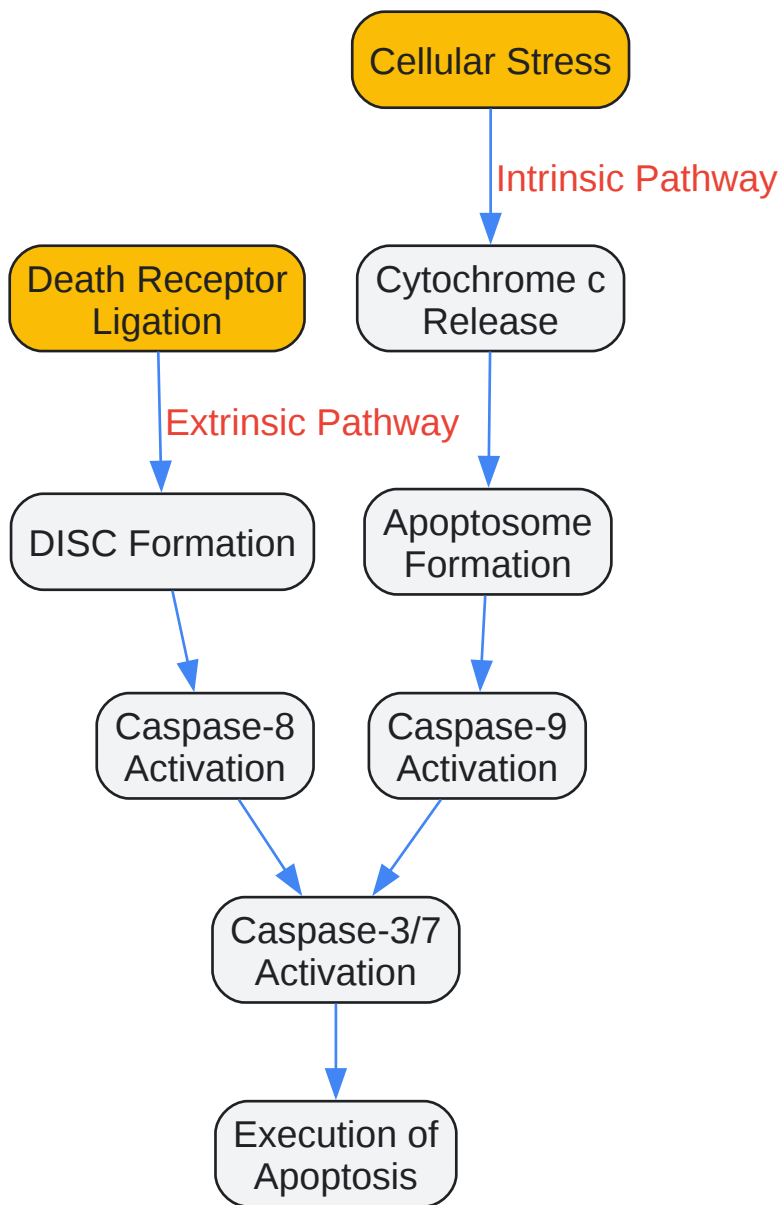 Cellular Stress
Intrinsic Pathway
Death Receptor
Ligation
Cytochrome c
Release
Extrinsic Pathway
DISC Formation
Apoptosome
Formation
Caspase-8
Activation
Caspase-9
Activation
Caspase-3/7
Activation
Execution of
Apoptosis